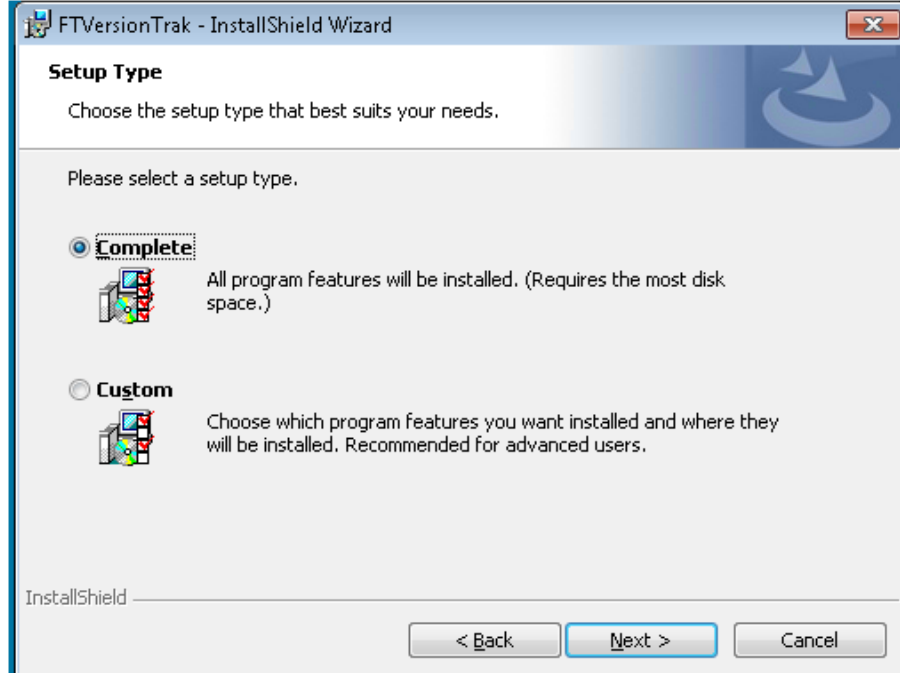 FTVersionTrak - InstallShield Wizard
Setup Type
Choose the setup type that best suits your needs.
Please select a setup type.
Complete
All program features will be installed. (Requires the most disk
space.)
Custom
Choose which program features you want installed and where they
will be installed. Recommended for advanced users.
InstallShield
< Back
Next >
Cancel